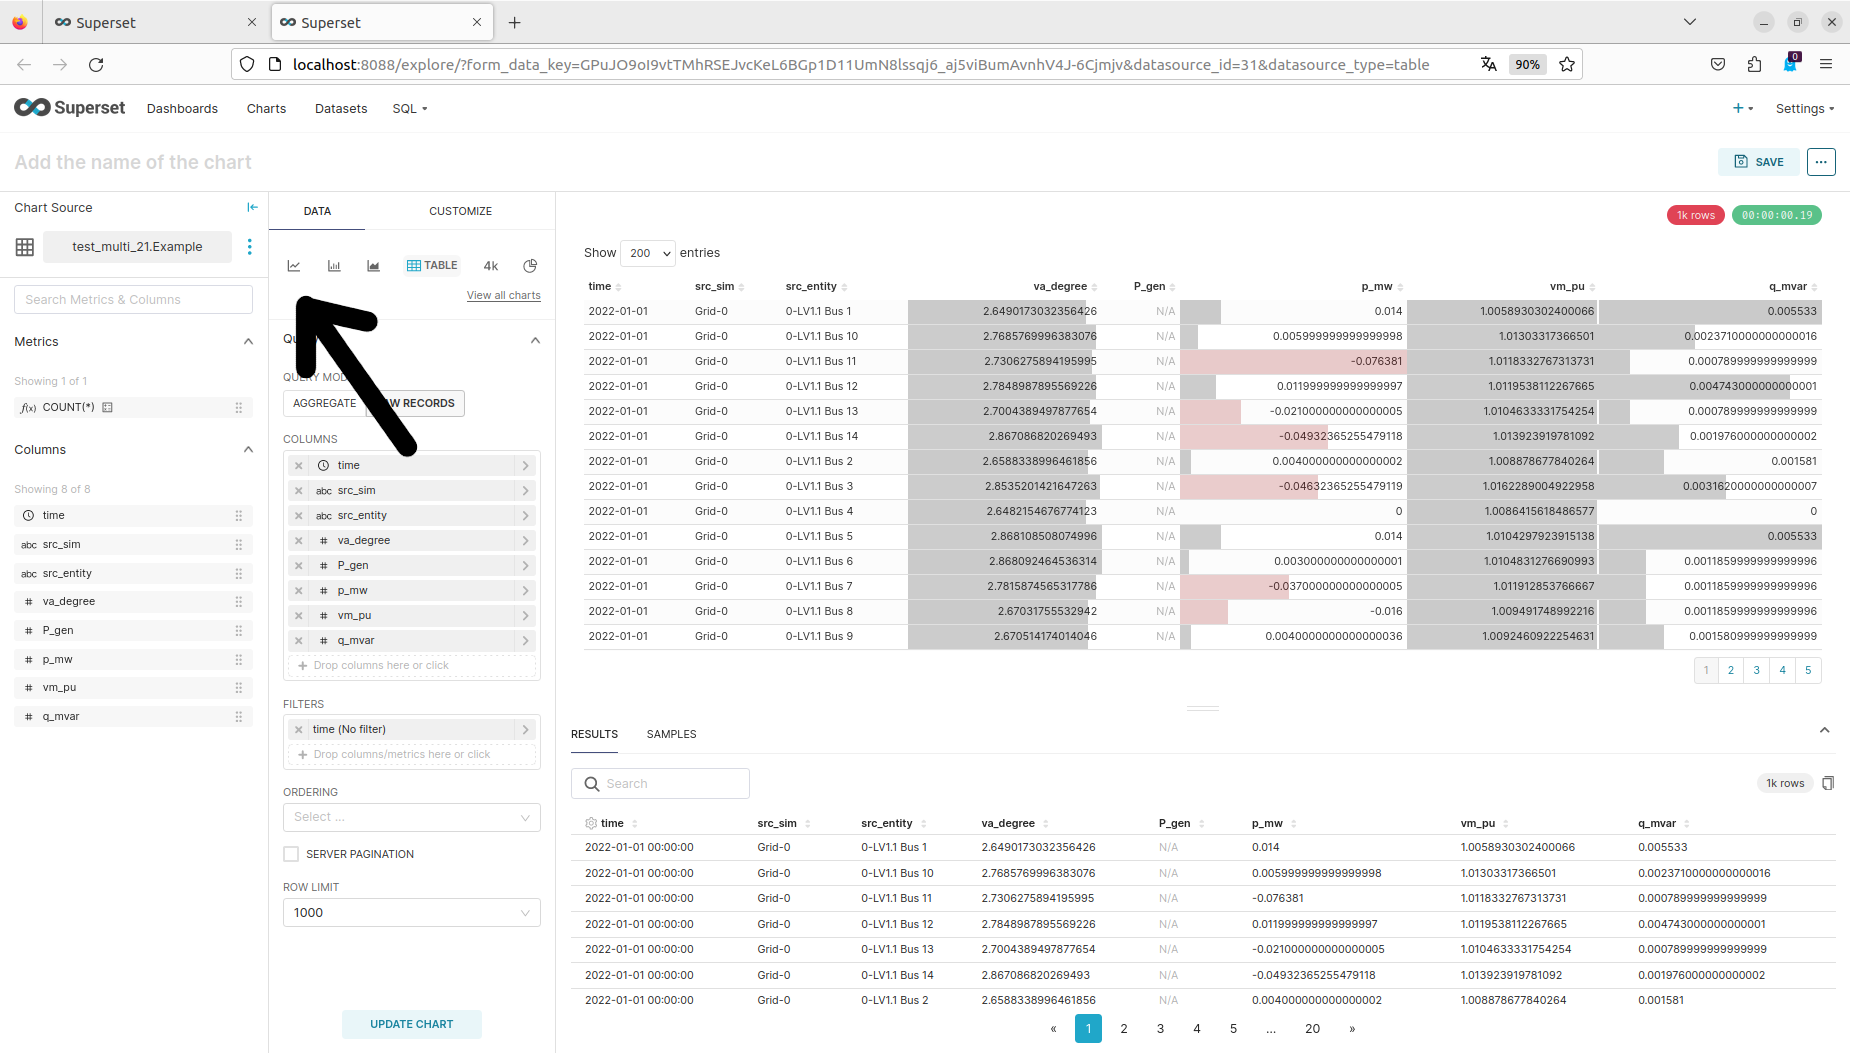 Superset
Superset
localhost:8088/explore/?form_data_key=GPuJO9oI9vtTMhRSEJvcKeL6BGp1D11UmN8lssqj6_aj5viBumAvnhV4J-6Cjmjv&datasource_id=31&datasource_type=table
90%
0
Superset Dashboards Charts Datasets SQL
+ Settings
Add the name of the chart
SAVE
...
Chart Source
test_multi_21.Example
Search Metrics & Columns
Metrics
Showing 1 of 1
f(x) COUNT(*)
Columns
Showing 8 of 8
time
abc src_sim
abc src_entity
# va_degree
# P_gen
# p_mw
# vm_pu
# q_mvar
DATA CUSTOMIZE
TABLE 4k
View all charts
QUERY MOD
AGGREGATE W RECORDS
COLUMNS
time
abc src_sim
abc src_entity
# va_degree
# P_gen
# p_mw
# vm_pu
# q_mvar
+ Drop columns here or click
FILTERS
time (No filter)
+ Drop columns/metrics here or click
ORDERING
Select ...
SERVER PAGINATION
ROW LIMIT
1000
UPDATE CHART
1k rows 00:00:00.19
Show 200 entries
time src_sim src_entity va_degree P_gen p_mw vm_pu q_mvar
2022-01-01 Grid-0 0-LV1.1 Bus 1 2.6490173032356426 N/A 0.014 1.0058930302400066 0.005533
2022-01-01 Grid-0 0-LV1.1 Bus 10 2.7685769996383076 N/A 0.005999999999999998 1.01303317366501 0.0023710000000000016
2022-01-01 Grid-0 0-LV1.1 Bus 11 2.7306275894195995 N/A -0.076381 1.0118332767313731 0.000789999999999999
2022-01-01 Grid-0 0-LV1.1 Bus 12 2.7848987895569226 N/A 0.011999999999999997 1.0119538112267665 0.004743000000000001
2022-01-01 Grid-0 0-LV1.1 Bus 13 2.7004389497877654 N/A -0.021000000000000005 1.0104633331754254 0.000789999999999999
2022-01-01 Grid-0 0-LV1.1 Bus 14 2.867086820269493 N/A -0.04932365255479118 1.013923919781092 0.001976000000000002
2022-01-01 Grid-0 0-LV1.1 Bus 2 2.6588338996461856 N/A 0.004000000000000002 1.008878677840264 0.001581
2022-01-01 Grid-0 0-LV1.1 Bus 3 2.8535201421647263 N/A -0.04632365255479119 1.0162289004922958 0.0031620000000000007
2022-01-01 Grid-0 0-LV1.1 Bus 4 2.6482154676774123 N/A 0 1.0086415618486577 0
2022-01-01 Grid-0 0-LV1.1 Bus 5 2.868108508074996 N/A 0.014 1.0104297923915138 0.005533
2022-01-01 Grid-0 0-LV1.1 Bus 6 2.868092464536314 N/A 0.003000000000000001 1.0104831276690993 0.0011859999999999996
2022-01-01 Grid-0 0-LV1.1 Bus 7 2.7815874565317786 N/A -0.037000000000000005 1.011912853766667 0.0011859999999999996
2022-01-01 Grid-0 0-LV1.1 Bus 8 2.67031755532942 N/A -0.016 1.009491748992216 0.0011859999999999996
2022-01-01 Grid-0 0-LV1.1 Bus 9 2.670514174014046 N/A 0.0040000000000000036 1.0092460922254631 0.001580999999999999
1 2 3 4 5
RESULTS SAMPLES
Search
1k rows
time src_sim src_entity va_degree P_gen p_mw vm_pu q_mvar
2022-01-01 00:00:00 Grid-0 0-LV1.1 Bus 1 2.6490173032356426 N/A 0.014 1.0058930302400066 0.005533
2022-01-01 00:00:00 Grid-0 0-LV1.1 Bus 10 2.7685769996383076 N/A 0.005999999999999998 1.01303317366501 0.0023710000000000016
2022-01-01 00:00:00 Grid-0 0-LV1.1 Bus 11 2.7306275894195995 N/A -0.076381 1.0118332767313731 0.000789999999999999
2022-01-01 00:00:00 Grid-0 0-LV1.1 Bus 12 2.7848987895569226 N/A 0.011999999999999997 1.0119538112267665 0.004743000000000001
2022-01-01 00:00:00 Grid-0 0-LV1.1 Bus 13 2.7004389497877654 N/A -0.021000000000000005 1.0104633331754254 0.000789999999999999
2022-01-01 00:00:00 Grid-0 0-LV1.1 Bus 14 2.867086820269493 N/A -0.04932365255479118 1.013923919781092 0.001976000000000002
2022-01-01 00:00:00 Grid-0 0-LV1.1 Bus 2 2.6588338996461856 N/A 0.004000000000000002 1.008878677840264 0.001581
« 1 2 3 4 5 ... 20 »